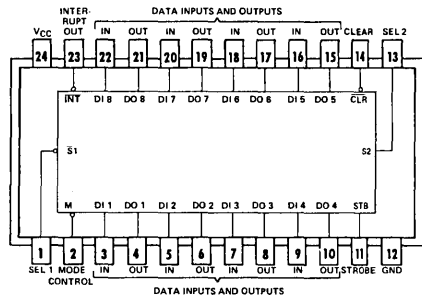 DATA INPUTS AND OUTPUTS
INTER-
RUPT
VCC OUT IN OUT IN OUT IN OUT IN OUT CLEAR SEL 2
24 23 22 21 20 19 18 17 16 15 14 13
INT DI 8 DO 8 DI 7 DO 7 DI 6 DO 6 DI 5 DO 5 CLR
S1 S2
M DI 1 DO 1 DI 2 DO 2 DI 3 DO 3 DI 4 DO 4 STB
1 2 3 4 5 6 7 8 9 10 11 12
SEL 1 MODE IN OUT IN OUT IN OUT IN OUT STROBE GND
CONTROL
DATA INPUTS AND OUTPUTS